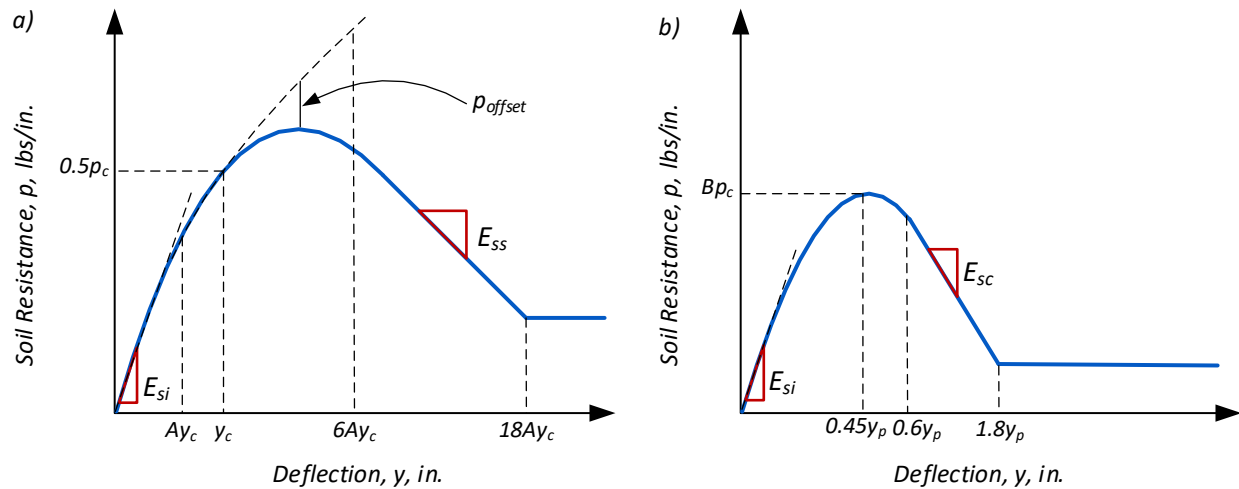 a)
p_offset
Soil Resistance, p, lbs/in.
0.5p_c
E_ss
E_si
Ay_c
y_c
6Ay_c
18Ay_c
Deflection, y, in.
b)
Soil Resistance, p, lbs/in.
Bp_c
E_sc
E_si
0.45y_p
0.6y_p
1.8y_p
Deflection, y, in.